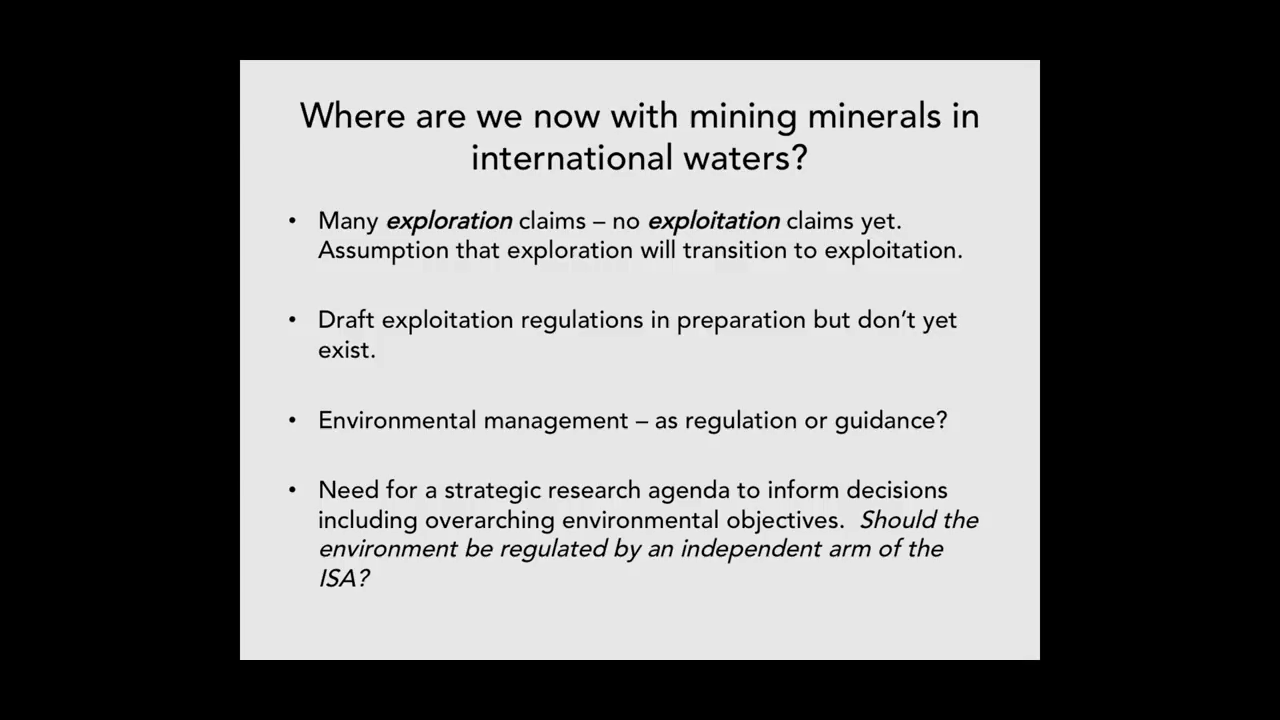 Where are we now with mining minerals in
international waters?
• Many exploration claims – no exploitation claims yet.
Assumption that exploration will transition to exploitation.
• Draft exploitation regulations in preparation but don’t yet
exist.
• Environmental management – as regulation or guidance?
• Need for a strategic research agenda to inform decisions
including overarching environmental objectives. Should the
environment be regulated by an independent arm of the
ISA?